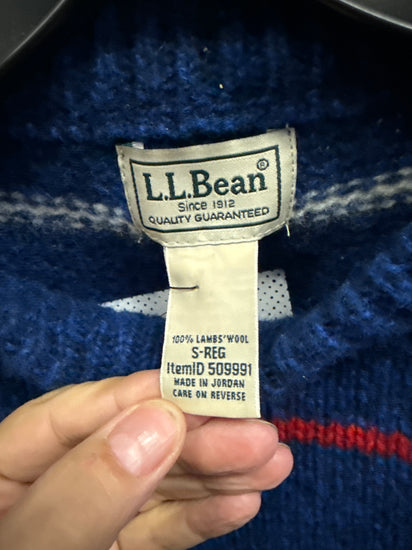 L.L.Bean®
Since 1912
QUALITY GUARANTEED
100% LAMBS'WOOL
S-REG
ItemID 509991
MADE IN JORDAN
CARE ON REVERSE